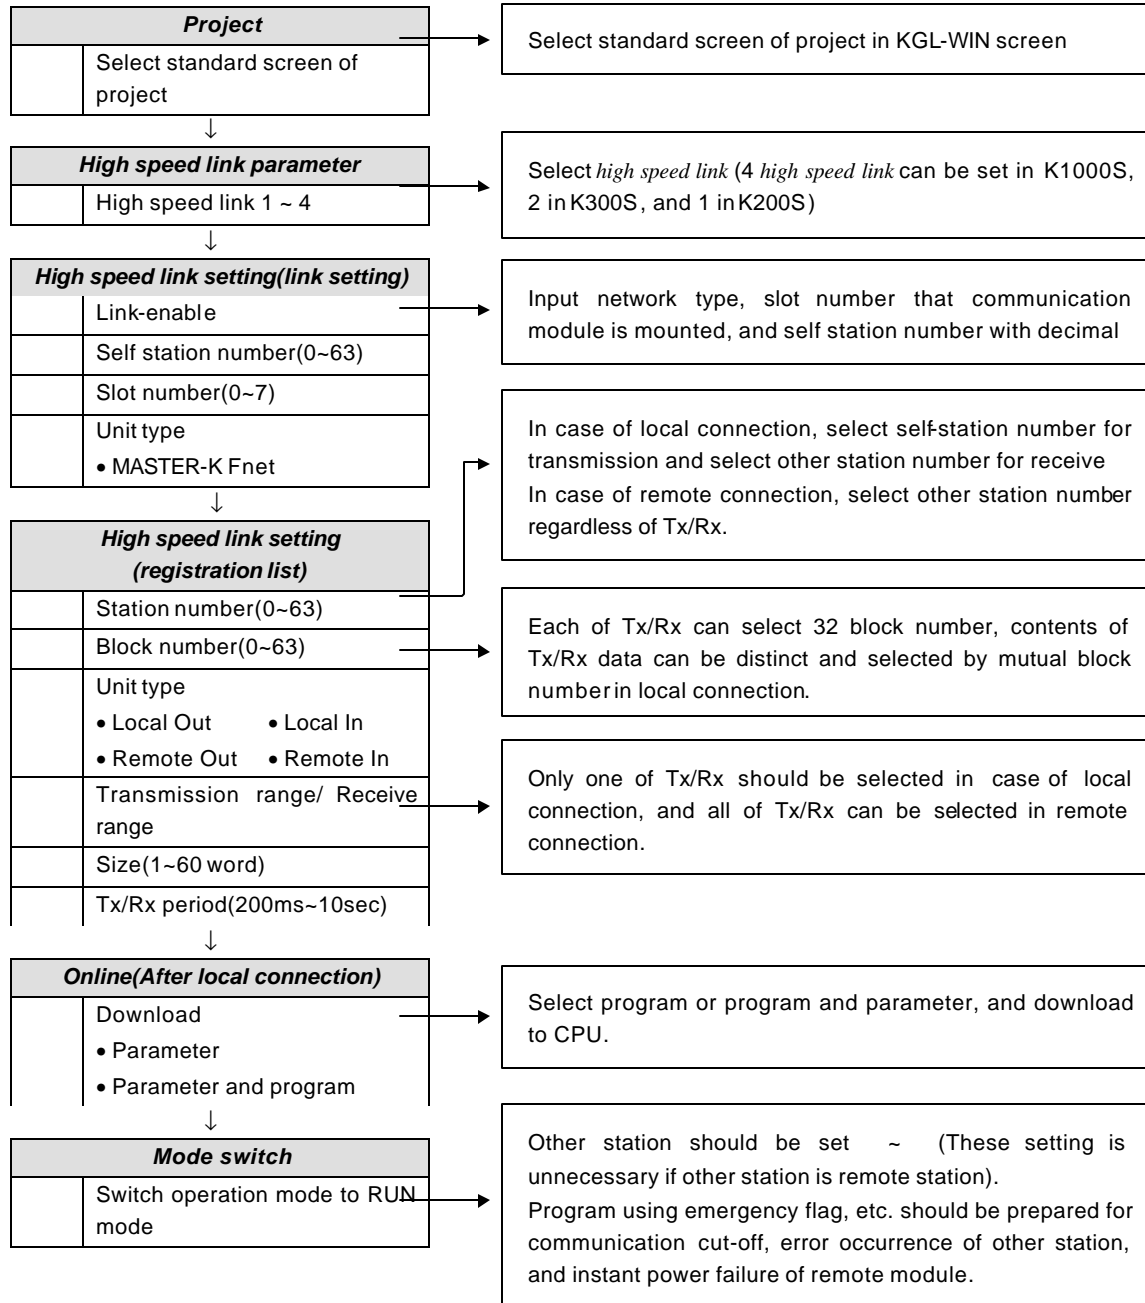 Project
Select standard screen of
project
Select standard screen of project in KGL-WIN screen
↓
High speed link parameter
High speed link 1 ~ 4
Select high speed link (4 high speed link can be set in K1000S,
2 in K300S, and 1 in K200S)
↓
High speed link setting(link setting)
Link-enable
Self station number(0~63)
Slot number(0~7)
Unit type
• MASTER-K Fnet
Input network type, slot number that communication
module is mounted, and self station number with decimal
↓
High speed link setting
(registration list)
Station number(0~63)
Block number(0~63)
Unit type
• Local Out • Local In
• Remote Out • Remote In
Transmission range/ Receive
range
Size(1~60 word)
Tx/Rx period(200ms~10sec)
In case of local connection, select self-station number for
transmission and select other station number for receive
In case of remote connection, select other station number
regardless of Tx/Rx.
Each of Tx/Rx can select 32 block number, contents of
Tx/Rx data can be distinct and selected by mutual block
number in local connection.
Only one of Tx/Rx should be selected in case of local
connection, and all of Tx/Rx can be selected in remote
connection.
↓
Online(After local connection)
Download
• Parameter
• Parameter and program
Select program or program and parameter, and download
to CPU.
↓
Mode switch
Switch operation mode to RUN
mode
Other station should be set ~ (These setting is
unnecessary if other station is remote station).
Program using emergency flag, etc. should be prepared for
communication cut-off, error occurrence of other station,
and instant power failure of remote module.